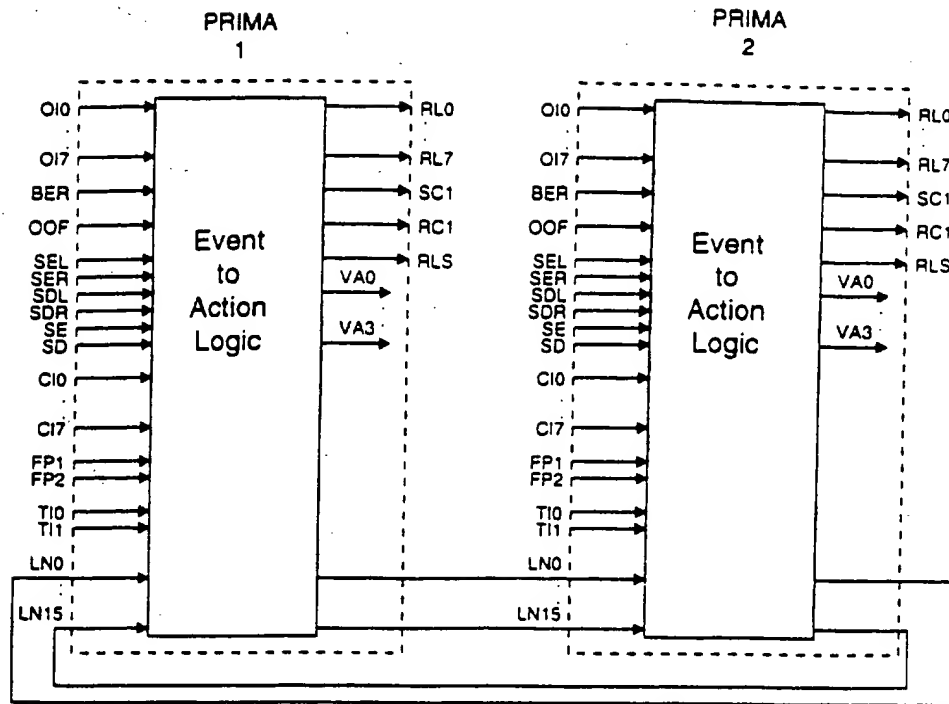 PRIMA
1
OI0
OI7
BER
OOF
SEL
SER
SDL
SDR
SE
SD
CI0
CI7
FP1
FP2
TI0
TI1
LN0
LN15
Event
to
Action
Logic
RL0
RL7
SC1
RC1
RLS
VA0
VA3
PRIMA
2
OI0
OI7
BER
OOF
SEL
SER
SDL
SDR
SE
SD
CI0
CI7
FP1
FP2
TI0
TI1
LN0
LN15
Event
to
Action
Logic
RL0
RL7
SC1
RC1
RLS
VA0
VA3